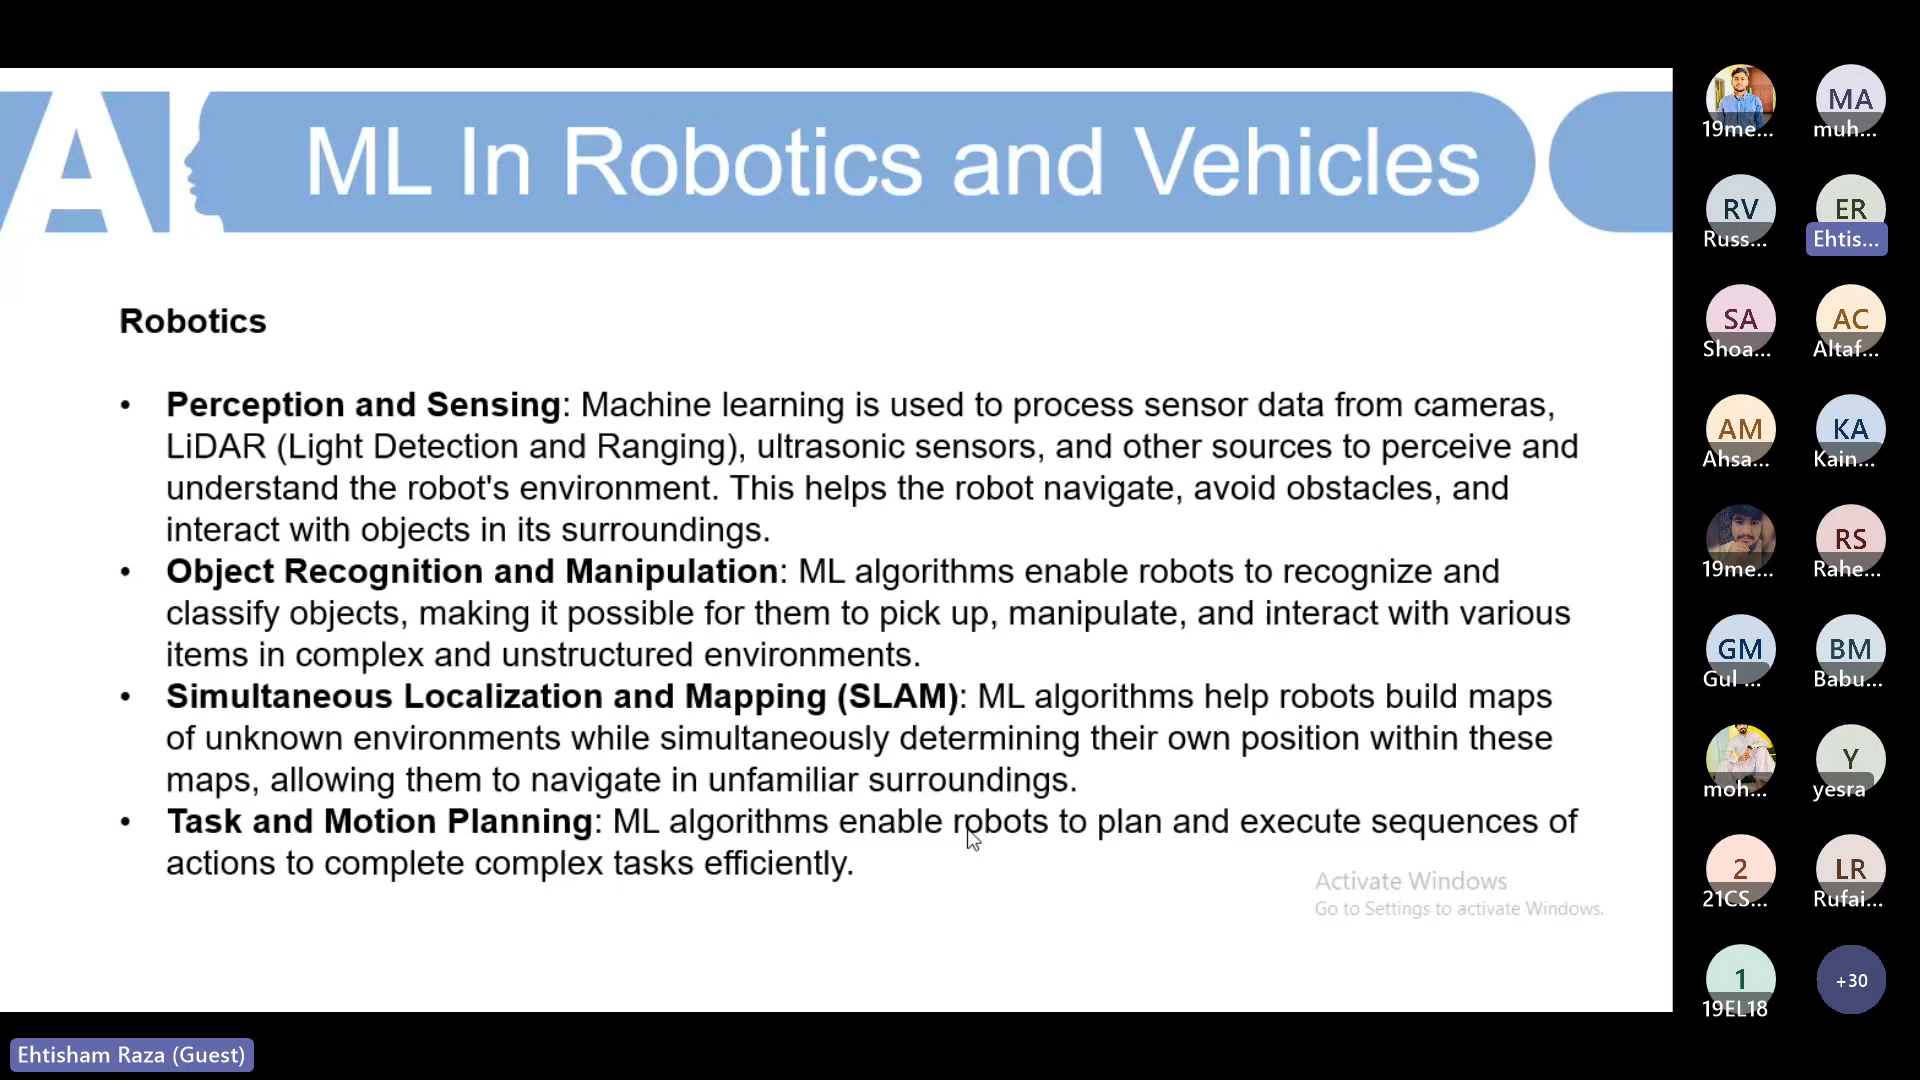 A
ML In Robotics and Vehicles
Robotics
• Perception and Sensing: Machine learning is used to process sensor data from cameras,
LiDAR (Light Detection and Ranging), ultrasonic sensors, and other sources to perceive and
understand the robot's environment. This helps the robot navigate, avoid obstacles, and
interact with objects in its surroundings.
• Object Recognition and Manipulation: ML algorithms enable robots to recognize and
classify objects, making it possible for them to pick up, manipulate, and interact with various
items in complex and unstructured environments.
• Simultaneous Localization and Mapping (SLAM): ML algorithms help robots build maps
of unknown environments while simultaneously determining their own position within these
maps, allowing them to navigate in unfamiliar surroundings.
• Task and Motion Planning: ML algorithms enable robots to plan and execute sequences of
actions to complete complex tasks efficiently.
Activate Windows
Go to Settings to activate Windows.
Ehtisham Raza (Guest)
19me...
MA
muh...
RV
Russ...
ER
Ehtis...
SA
Shoa...
AC
Altaf...
AM
Ahsa...
KA
Kain...
19me...
RS
Rahe...
GM
Gul ...
BM
Babu...
moh...
Y
yesra
2
21CS...
LR
Rufai...
1
19EL18
+30